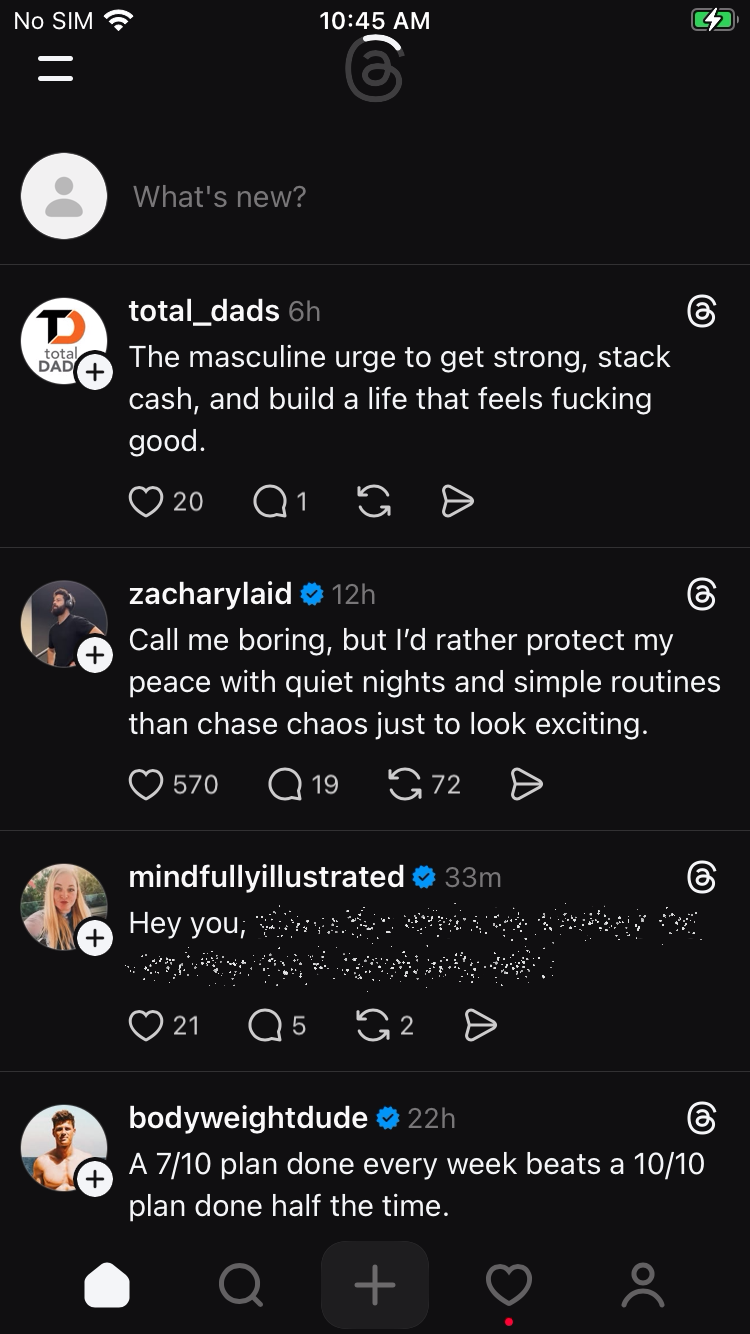 No SIM 10:45 AM
What's new?
total_dads 6h
TD
total
DAD
The masculine urge to get strong, stack
cash, and build a life that feels fucking
good.
20 1
zacharylaid 12h
Call me boring, but I’d rather protect my
peace with quiet nights and simple routines
than chase chaos just to look exciting.
570 19 72
mindfullyillustrated 33m
Hey you,
21 5 2
bodyweightdude 22h
A 7/10 plan done every week beats a 10/10
plan done half the time.